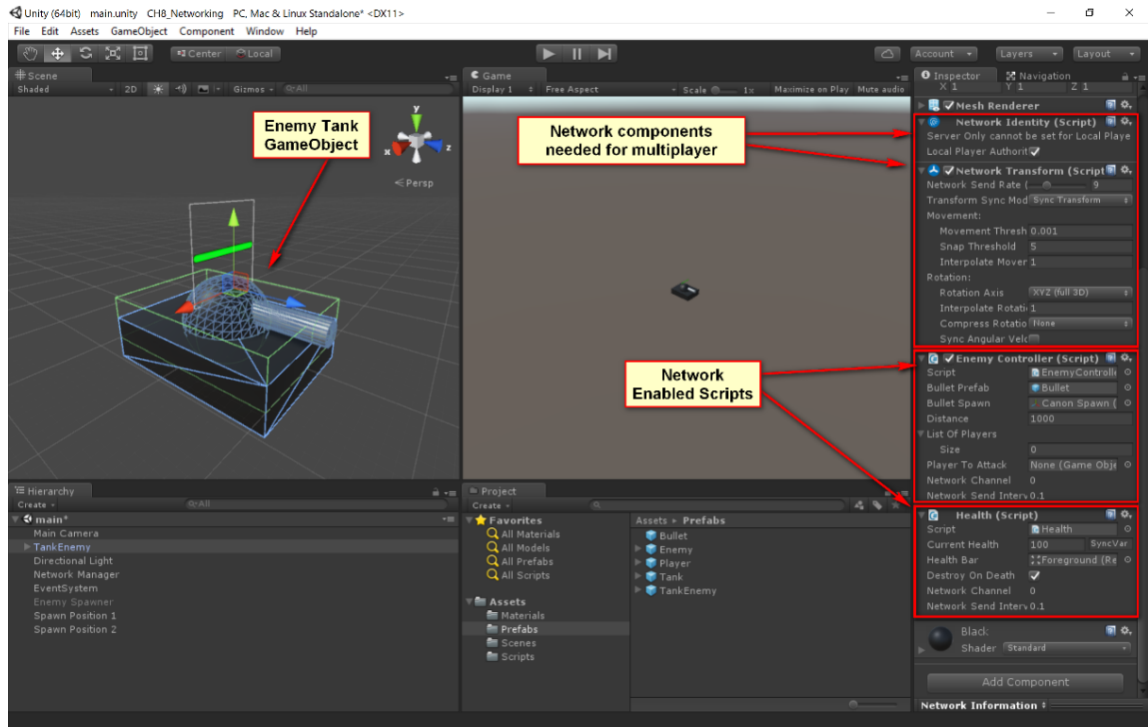 Unity (64bit) main.unity CH8_Networking PC, Mac & Linux Standalone* <DX11>
File Edit Assets GameObject Component Window Help
Center Local
Account Layers Layout
Scene
Shaded 2D Gizmos All
Enemy Tank
GameObject
y
x
z
Persp
Game
Display 1 Free Aspect Scale 1x Maximize on Play Mute audio
Network components
needed for multiplayer
Network
Enabled Scripts
Inspector Navigation
X 1 Y 1 Z 1
Mesh Renderer
Network Identity (Script)
Server Only cannot be set for Local Playe
Local Player Authorit
Network Transform (Script
Network Send Rate ( 9
Transform Sync Mod Sync Transform
Movement:
Movement Thresh 0.001
Snap Threshold 5
Interpolate Mover 1
Rotation:
Rotation Axis XYZ (full 3D)
Interpolate Rotati 1
Compress Rotatio None
Sync Angular Velc
Enemy Controller (Script)
Script EnemyControlle
Bullet Prefab Bullet
Bullet Spawn Canon Spawn (
Distance 1000
List Of Players
Size 0
Player To Attack None (Game Obje
Network Channel 0
Network Send Interv 0.1
Health (Script)
Script Health
Current Health 100 SyncVar
Health Bar Foreground (Re
Destroy On Death
Network Channel 0
Network Send Interv 0.1
Black
Shader Standard
Add Component
Network Information
Hierarchy
Create All
main*
Main Camera
TankEnemy
Directional Light
Network Manager
EventSystem
Enemy Spawner
Spawn Position 1
Spawn Position 2
Project
Create
Favorites
All Materials
All Models
All Prefabs
All Scripts
Assets
Materials
Prefabs
Scenes
Scripts
Assets Prefabs
Bullet
Enemy
Player
Tank
TankEnemy